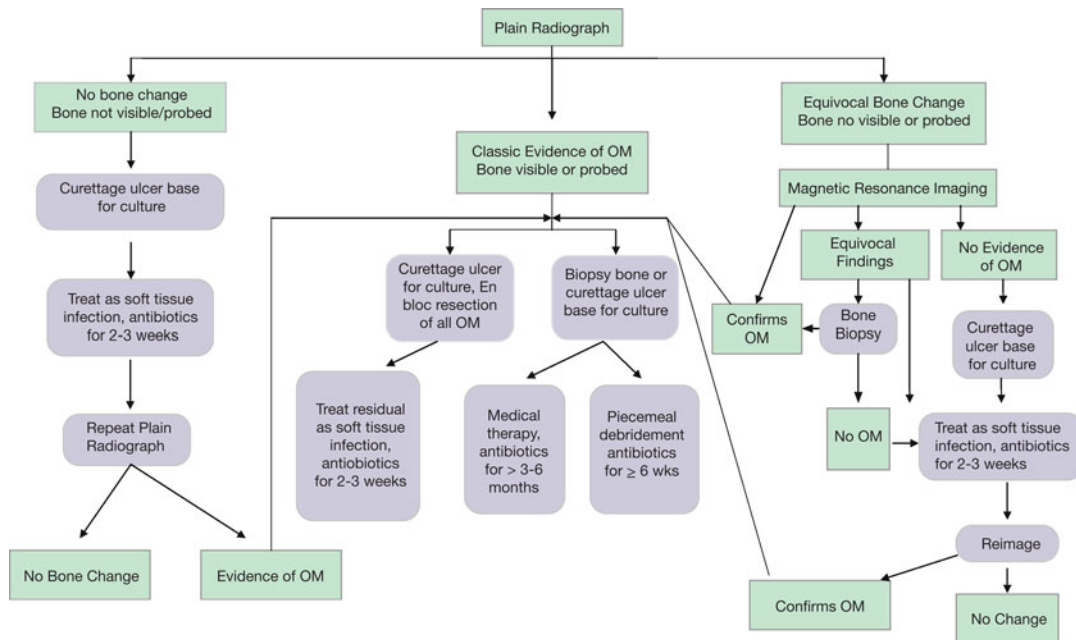 Plain Radiograph
No bone change
Bone not visible/probed
Curettage ulcer base
for culture
Treat as soft tissue
infection, antibiotics
for 2-3 weeks
Repeat Plain
Radiograph
No Bone Change
Evidence of OM
Classic Evidence of OM
Bone visible or probed
Curettage ulcer
for culture, En
bloc resection
of all OM
Treat residual
as soft tissue
infection,
antiobiotics
for 2-3 weeks
Biopsy bone or
curettage ulcer
base for culture
Medical
therapy,
antibiotics
for > 3-6
months
Piecemeal
debridement
antibiotics
for ≥ 6 wks
Equivocal Bone Change
Bone no visible or probed
Magnetic Resonance Imaging
Confirms
OM
Equivocal
Findings
Bone
Biopsy
No OM
No Evidence
of OM
Curettage
ulcer base
for culture
Treat as soft tissue
infection, antibiotics
for 2-3 weeks
Reimage
Confirms OM
No Change